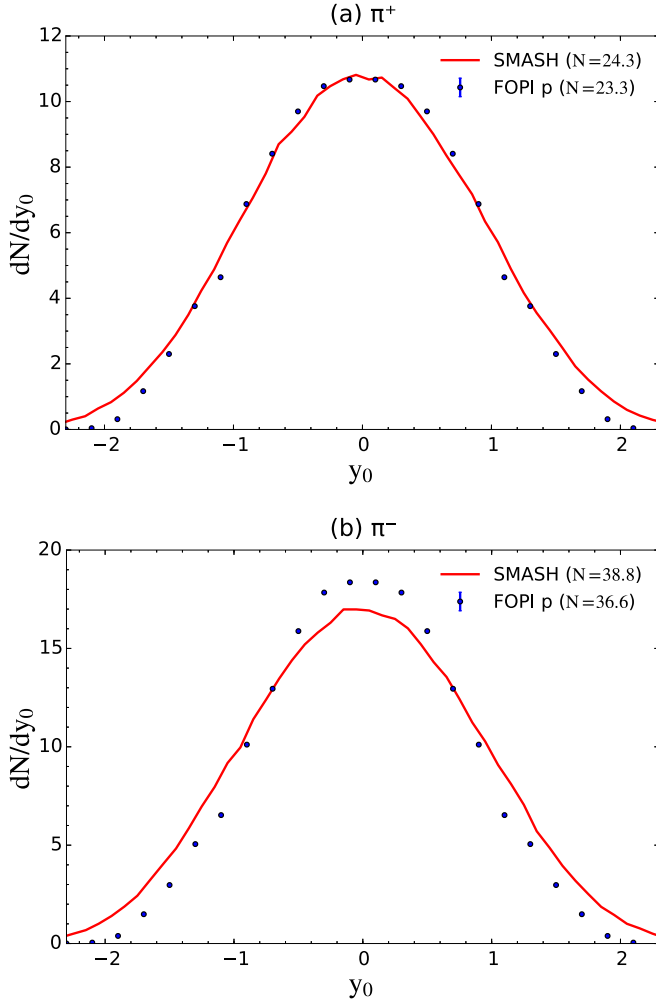 (a) π⁺
12
10
8
6
4
2
0
dN/dy₀
SMASH (N=24.3)
FOPI p (N=23.3)
−2 −1 0 1 2
y₀
(b) π⁻
20
15
10
5
0
dN/dy₀
SMASH (N=38.8)
FOPI p (N=36.6)
−2 −1 0 1 2
y₀